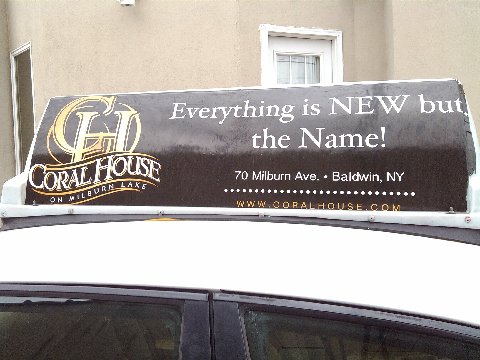 CH
CORAL HOUSE
ON MILBURN LAKE
Everything is NEW but
the Name!
70 Milburn Ave. • Baldwin, NY
WWW.CORALHOUSE.COM